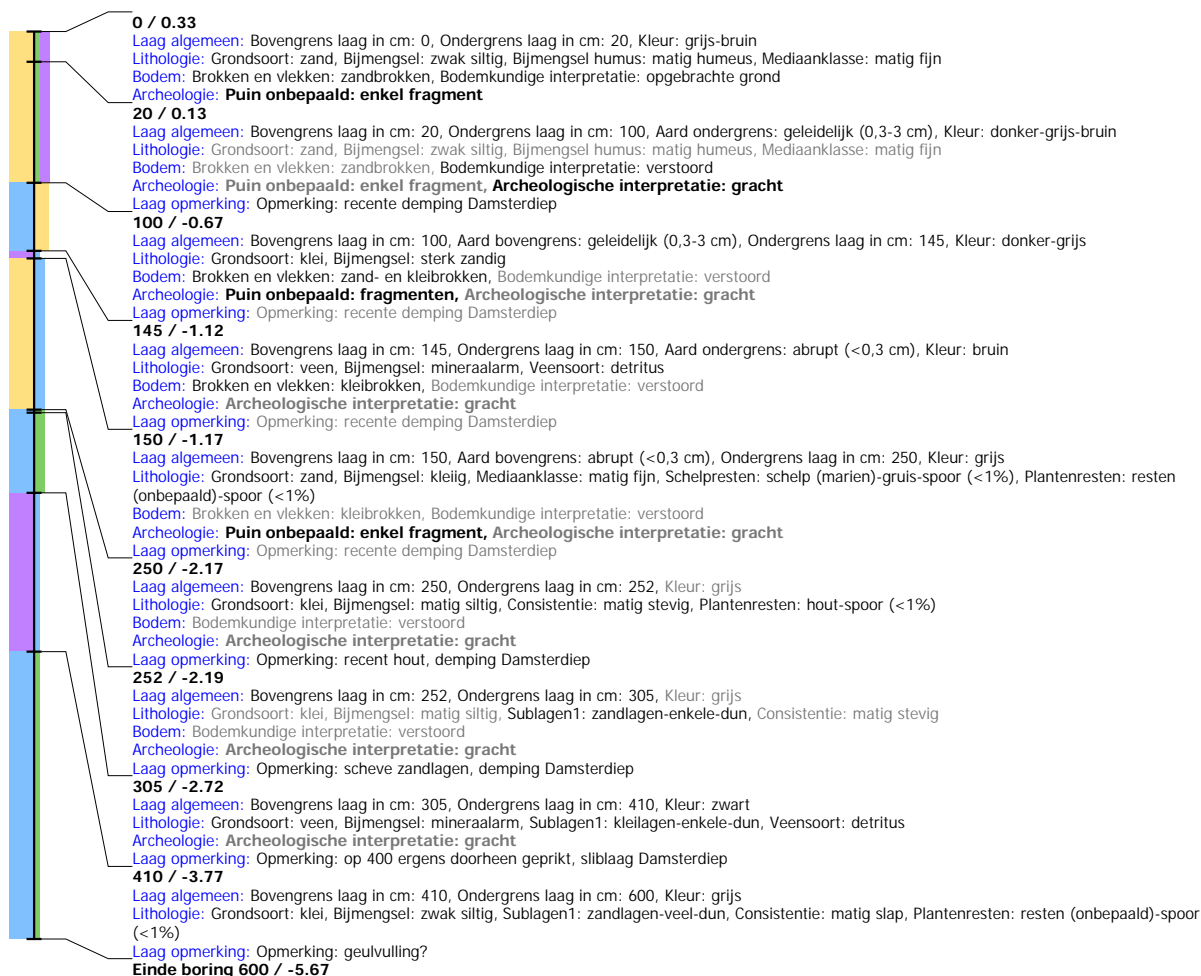 0 / 0.33
Laag algemeen: Bovengrens laag in cm: 0, Ondergrens laag in cm: 20, Kleur: grijs-bruin
Lithologie: Grondsoort: zand, Bijmengsel: zwak siltig, Bijmengsel humus: matig humeus, Mediaanklasse: matig fijn
Bodem: Brokken en vlekken: zandbrokken, Bodemkundige interpretatie: opgebrachte grond
Archeologie: Puin onbepaald: enkel fragment
20 / 0.13
Laag algemeen: Bovengrens laag in cm: 20, Ondergrens laag in cm: 100, Aard ondergrens: geleidelijk (0,3-3 cm), Kleur: donker-grijs-bruin
Lithologie: Grondsoort: zand, Bijmengsel: zwak siltig, Bijmengsel humus: matig humeus, Mediaanklasse: matig fijn
Bodem: Brokken en vlekken: zandbrokken, Bodemkundige interpretatie: verstoord
Archeologie: Puin onbepaald: enkel fragment, Archeologische interpretatie: gracht
Laag opmerking: Opmerking: recente demping Damsterdiep
100 / -0.67
Laag algemeen: Bovengrens laag in cm: 100, Aard bovengrens: geleidelijk (0,3-3 cm), Ondergrens laag in cm: 145, Kleur: donker-grijs
Lithologie: Grondsoort: klei, Bijmengsel: sterk zandig
Bodem: Brokken en vlekken: zand- en kleibrokken, Bodemkundige interpretatie: verstoord
Archeologie: Puin onbepaald: fragmenten, Archeologische interpretatie: gracht
Laag opmerking: Opmerking: recente demping Damsterdiep
145 / -1.12
Laag algemeen: Bovengrens laag in cm: 145, Ondergrens laag in cm: 150, Aard ondergrens: abrupt (<0,3 cm), Kleur: bruin
Lithologie: Grondsoort: veen, Bijmengsel: mineraalarm, Veensoort: detritus
Bodem: Brokken en vlekken: kleibrokken, Bodemkundige interpretatie: verstoord
Archeologie: Archeologische interpretatie: gracht
Laag opmerking: Opmerking: recente demping Damsterdiep
150 / -1.17
Laag algemeen: Bovengrens laag in cm: 150, Aard bovengrens: abrupt (<0,3 cm), Ondergrens laag in cm: 250, Kleur: grijs
Lithologie: Grondsoort: zand, Bijmengsel: kleiig, Mediaanklasse: matig fijn, Schelpresten: schelp (marien)-gruis-spoor (<1%), Plantenresten: resten
(onbepaald)-spoor (<1%)
Bodem: Brokken en vlekken: kleibrokken, Bodemkundige interpretatie: verstoord
Archeologie: Puin onbepaald: enkel fragment, Archeologische interpretatie: gracht
Laag opmerking: Opmerking: recente demping Damsterdiep
250 / -2.17
Laag algemeen: Bovengrens laag in cm: 250, Ondergrens laag in cm: 252, Kleur: grijs
Lithologie: Grondsoort: klei, Bijmengsel: matig siltig, Consistentie: matig stevig, Plantenresten: hout-spoor (<1%)
Bodem: Bodemkundige interpretatie: verstoord
Archeologie: Archeologische interpretatie: gracht
Laag opmerking: Opmerking: recent hout, demping Damsterdiep
252 / -2.19
Laag algemeen: Bovengrens laag in cm: 252, Ondergrens laag in cm: 305, Kleur: grijs
Lithologie: Grondsoort: klei, Bijmengsel: matig siltig, Sublagen1: zandlagen-enkele-dun, Consistentie: matig stevig
Bodem: Bodemkundige interpretatie: verstoord
Archeologie: Archeologische interpretatie: gracht
Laag opmerking: Opmerking: scheve zandlagen, demping Damsterdiep
305 / -2.72
Laag algemeen: Bovengrens laag in cm: 305, Ondergrens laag in cm: 410, Kleur: zwart
Lithologie: Grondsoort: veen, Bijmengsel: mineraalarm, Sublagen1: kleilagen-enkele-dun, Veensoort: detritus
Archeologie: Archeologische interpretatie: gracht
Laag opmerking: Opmerking: op 400 ergens doorheen geprikt, sliblaag Damsterdiep
410 / -3.77
Laag algemeen: Bovengrens laag in cm: 410, Ondergrens laag in cm: 600, Kleur: grijs
Lithologie: Grondsoort: klei, Bijmengsel: zwak siltig, Sublagen1: zandlagen-veel-dun, Consistentie: matig slap, Plantenresten: resten (onbepaald)-spoor
(<1%)
Laag opmerking: Opmerking: geulvulling?
Einde boring 600 / -5.67